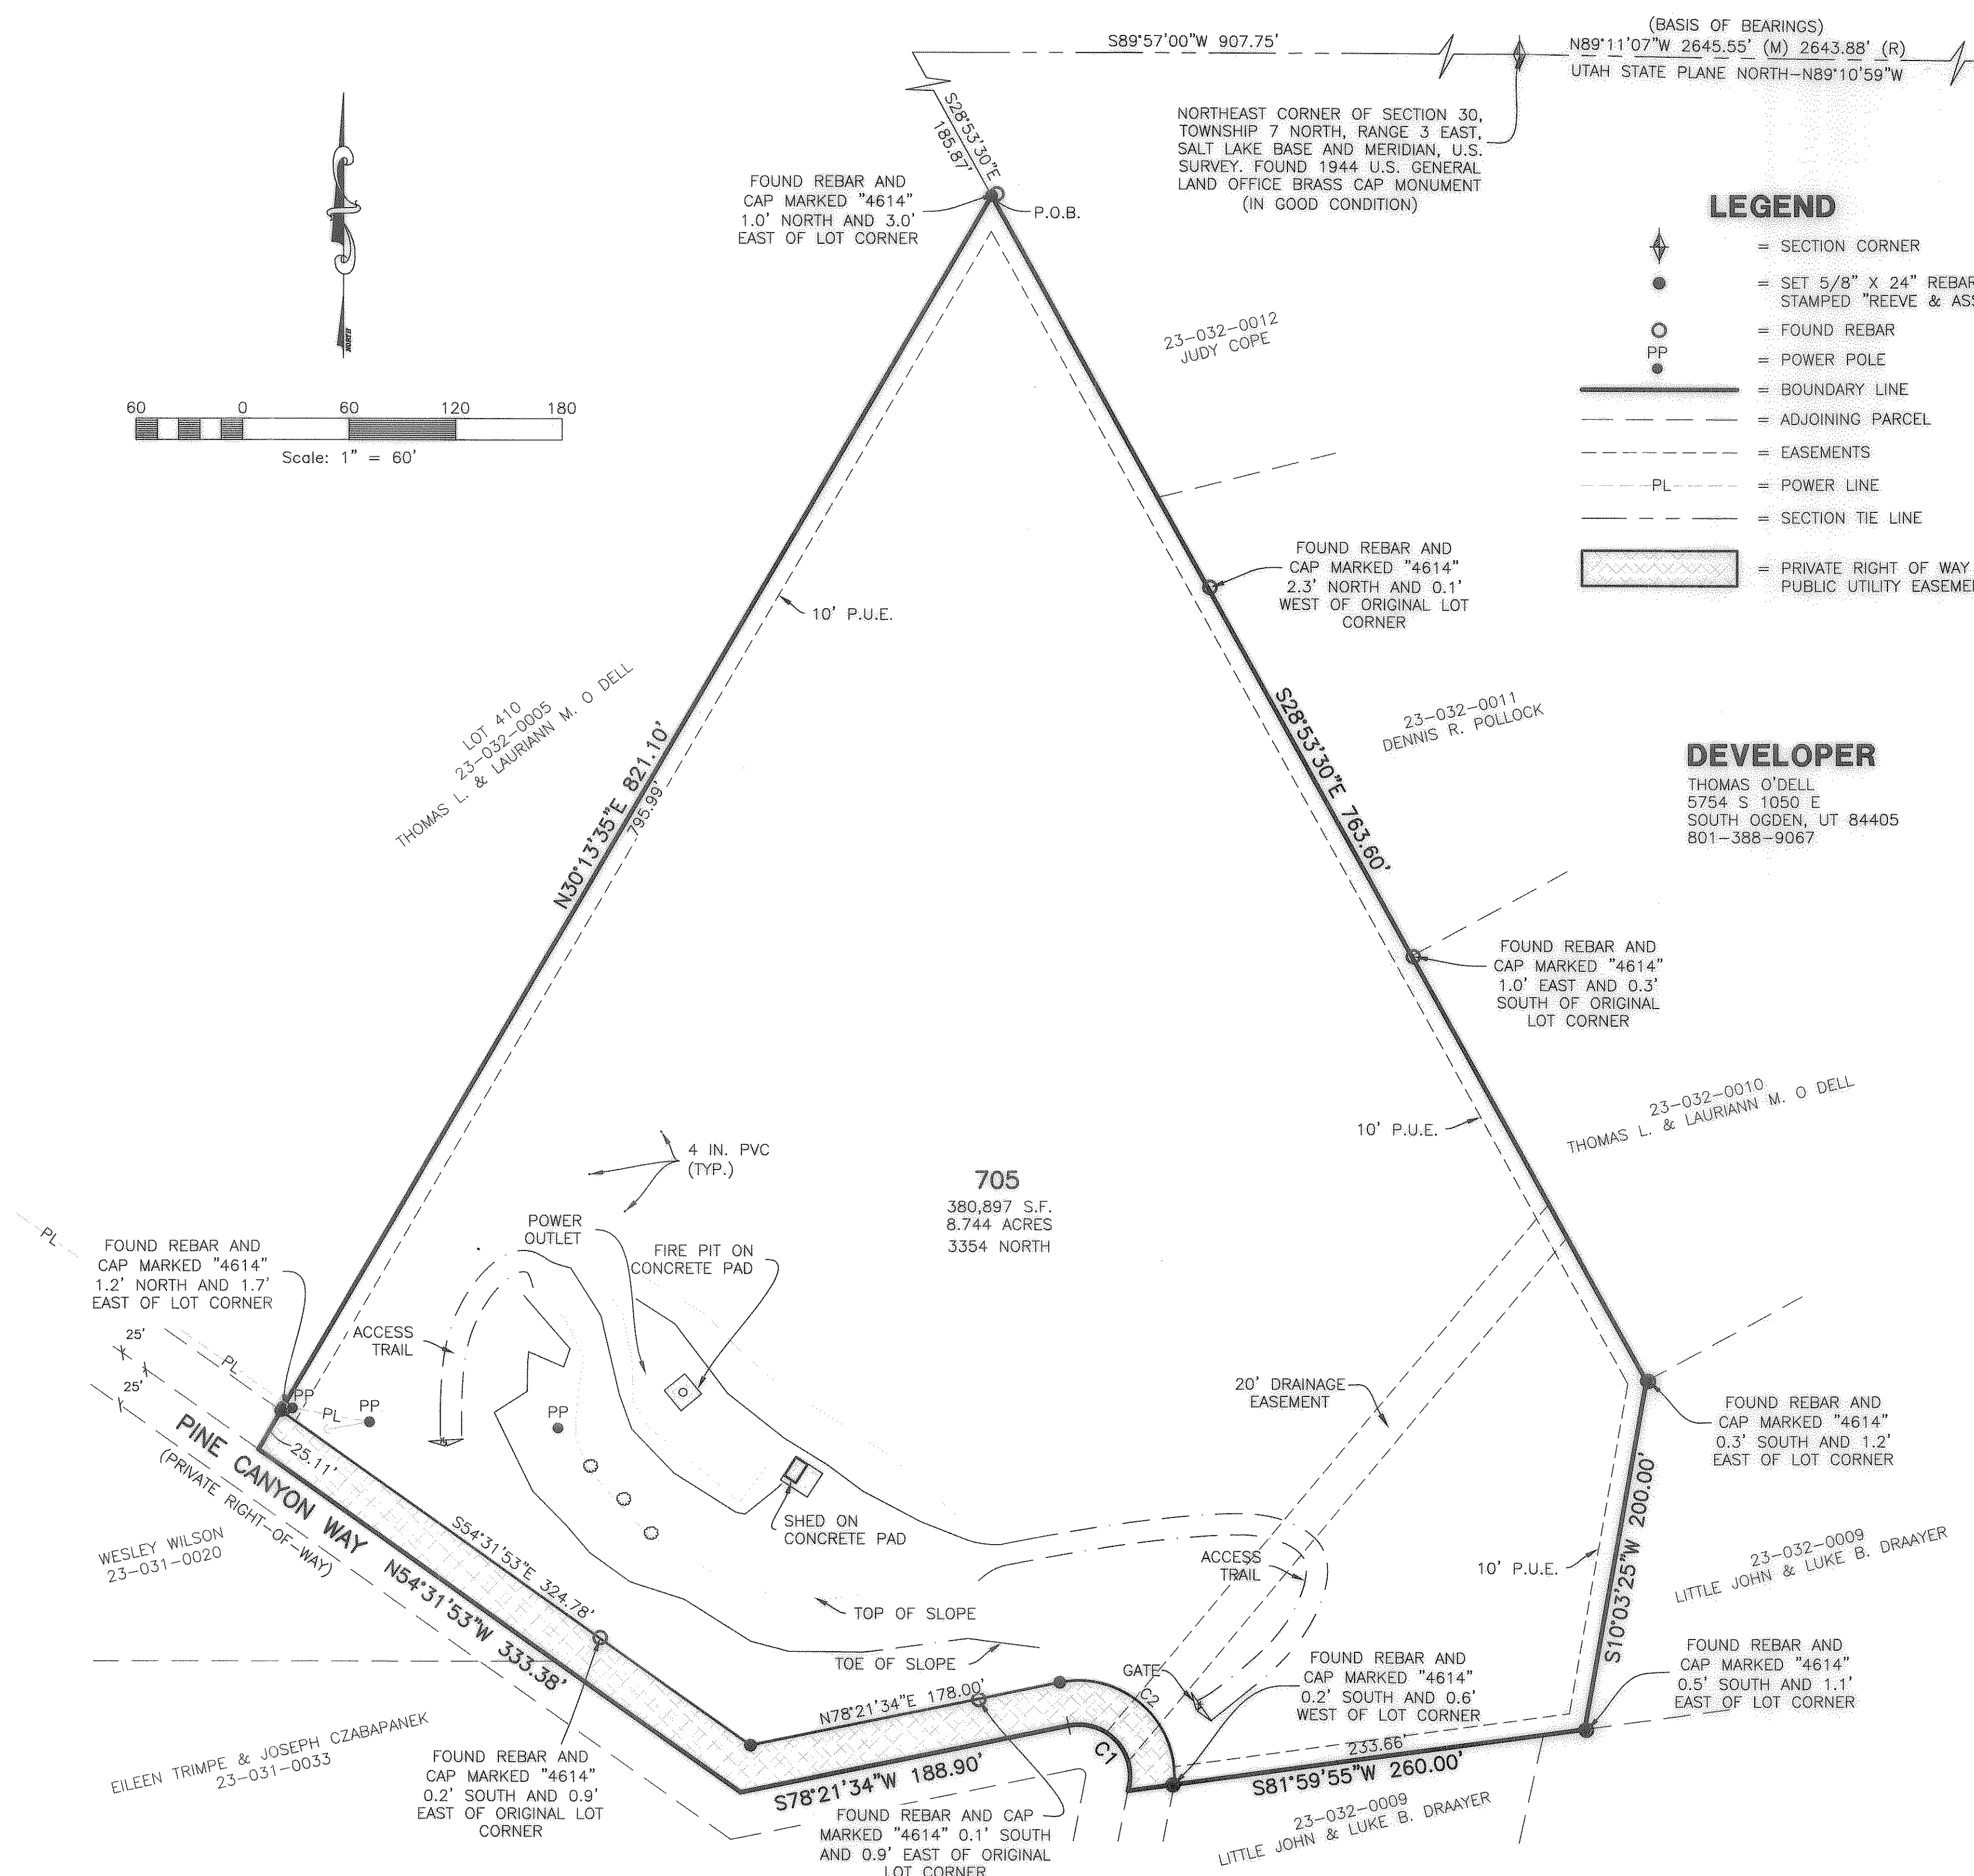 (BASIS OF BEARINGS)
S89°57'00"W 907.75'
N89°11'07"W 2645.55' (M) 2643.88' (R)
UTAH STATE PLANE NORTH-N89°10'59"W
S28°53'30"E
185.87'
NORTHEAST CORNER OF SECTION 30,
TOWNSHIP 7 NORTH, RANGE 3 EAST,
SALT LAKE BASE AND MERIDIAN, U.S.
SURVEY. FOUND 1944 U.S. GENERAL
LAND OFFICE BRASS CAP MONUMENT
(IN GOOD CONDITION)
FOUND REBAR AND
CAP MARKED "4614"
1.0' NORTH AND 3.0'
EAST OF LOT CORNER
P.O.B.
NORTH
60 0 60 120 180
Scale: 1" = 60'
LEGEND
= SECTION CORNER
= SET 5/8" X 24" REBAR
STAMPED "REEVE & ASS
= FOUND REBAR
PP
= POWER POLE
= BOUNDARY LINE
= ADJOINING PARCEL
= EASEMENTS
PL = POWER LINE
= SECTION TIE LINE
= PRIVATE RIGHT OF WAY
PUBLIC UTILITY EASEME
23-032-0012
JUDY COPE
FOUND REBAR AND
CAP MARKED "4614"
2.3' NORTH AND 0.1'
WEST OF ORIGINAL LOT
CORNER
10' P.U.E.
LOT 410
23-032-0005
THOMAS L. & LAURIANN M. O DELL
N30°13'35"E 821.10'
795.99'
S28°53'30"E 763.60'
23-032-0011
DENNIS R. POLLOCK
DEVELOPER
THOMAS O'DELL
5754 S 1050 E
SOUTH OGDEN, UT 84405
801-388-9067
FOUND REBAR AND
CAP MARKED "4614"
1.0' EAST AND 0.3'
SOUTH OF ORIGINAL
LOT CORNER
23-032-0010
THOMAS L. & LAURIANN M. O DELL
10' P.U.E.
4 IN. PVC
(TYP.)
705
380,897 S.F.
8.744 ACRES
3354 NORTH
POWER
OUTLET
FIRE PIT ON
CONCRETE PAD
PL
FOUND REBAR AND
CAP MARKED "4614"
1.2' NORTH AND 1.7'
EAST OF LOT CORNER
ACCESS
TRAIL
25'
25'
PL
PP
PL
PP
PP
25.11'
PINE CANYON WAY
(PRIVATE RIGHT-OF-WAY)
20' DRAINAGE
EASEMENT
FOUND REBAR AND
CAP MARKED "4614"
0.3' SOUTH AND 1.2'
EAST OF LOT CORNER
SHED ON
CONCRETE PAD
WESLEY WILSON
23-031-0020
S54°31'53"E 324.78'
N54°31'53"W 333.38'
ACCESS
TRAIL
10' P.U.E.
S10°03'25"W 200.00'
23-032-0009
LITTLE JOHN & LUKE B. DRAAYER
TOP OF SLOPE
TOE OF SLOPE
GATE
FOUND REBAR AND
CAP MARKED "4614"
0.2' SOUTH AND 0.6'
WEST OF LOT CORNER
FOUND REBAR AND
CAP MARKED "4614"
0.5' SOUTH AND 1.1'
EAST OF LOT CORNER
N78°21'34"E 178.00'
C2
C1
233.66'
S81°59'55"W 260.00'
S78°21'34"W 188.90'
EILEEN TRIMPE & JOSEPH CZABAPANEK
23-031-0033
FOUND REBAR AND
CAP MARKED "4614"
0.2' SOUTH AND 0.9'
EAST OF ORIGINAL LOT
CORNER
FOUND REBAR AND CAP
MARKED "4614" 0.1' SOUTH
AND 0.9' EAST OF ORIGINAL
LOT CORNER
23-032-0009
LITTLE JOHN & LUKE B. DRAAYER